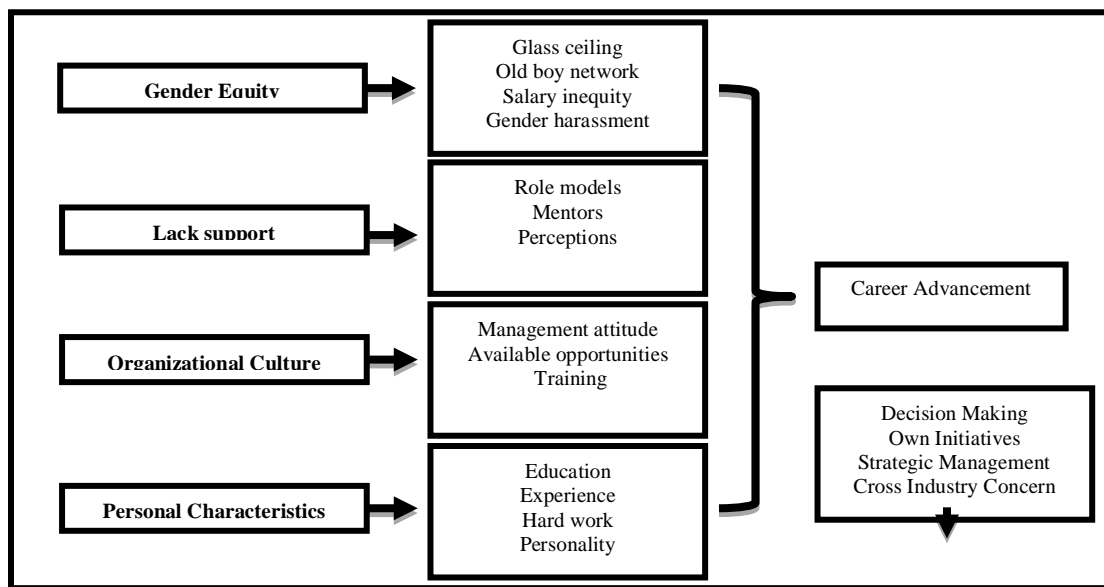 Gender Equity
Glass ceiling
Old boy network
Salary inequity
Gender harassment
Lack support
Role models
Mentors
Perceptions
Organizational Culture
Management attitude
Available opportunities
Training
Personal Characteristics
Education
Experience
Hard work
Personality
Career Advancement
Decision Making
Own Initiatives
Strategic Management
Cross Industry Concern